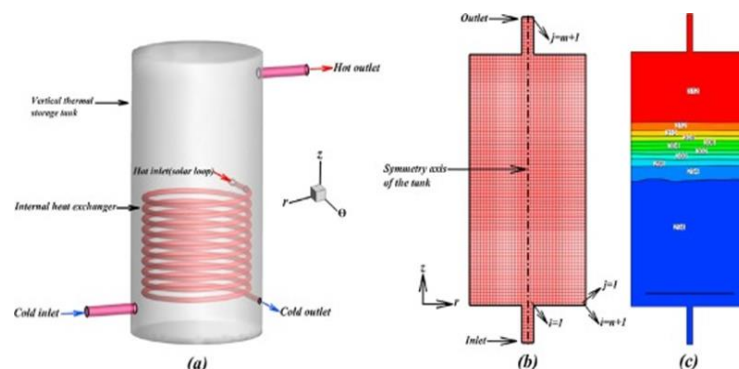 Hot outlet
Vertical thermal
storage tank
Hot inlet(solar loop)
Internal heat exchanger
z
r
Θ
Cold inlet
Cold outlet
(a)
Outlet
j=m+1
Symmetry axis
of the tank
z
r
j=1
i=1
i=n+1
Inlet
(b)
(c)